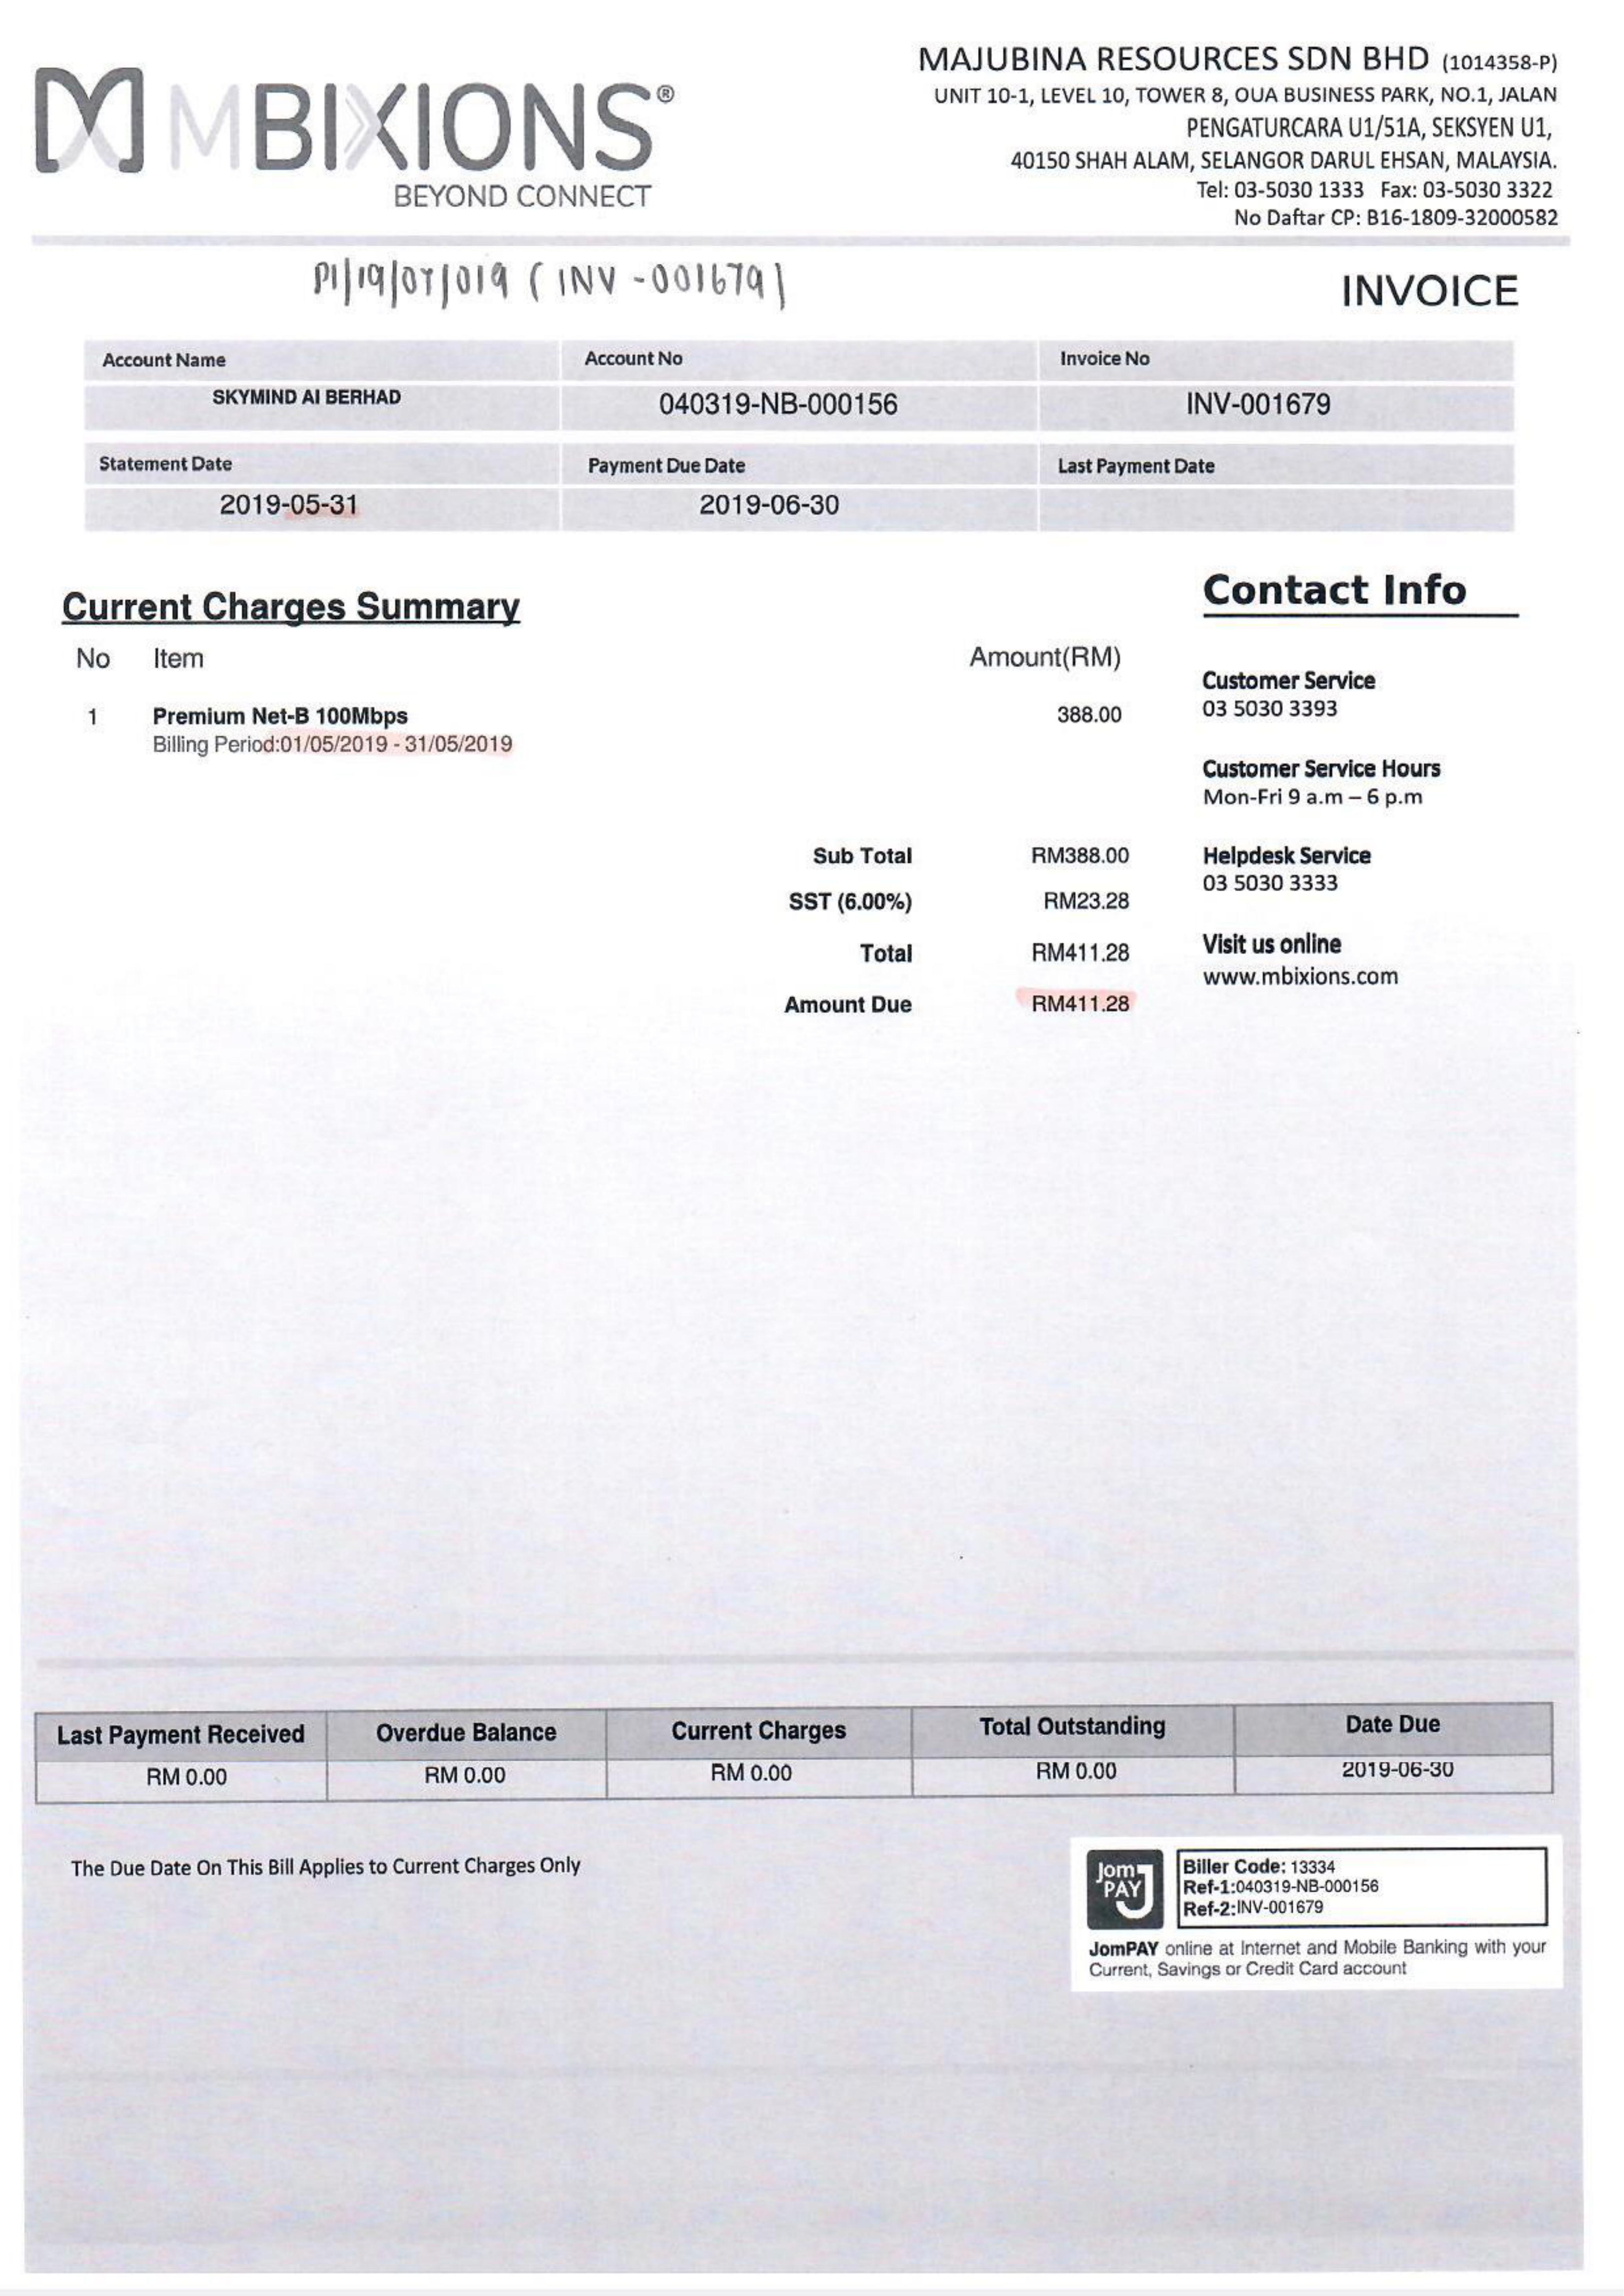 MBIXIONS®
BEYOND CONNECT
MAJUBINA RESOURCES SDN BHD (1014358-P)
UNIT 10-1, LEVEL 10, TOWER 8, OUA BUSINESS PARK, NO.1, JALAN
PENGATURCARA U1/51A, SEKSYEN U1,
40150 SHAH ALAM, SELANGOR DARUL EHSAN, MALAYSIA.
Tel: 03-5030 1333 Fax: 03-5030 3322
No Daftar CP: B16-1809-32000582
PI/19/07/019 (INV-001679)
INVOICE
Account Name Account No Invoice No
SKYMIND AI BERHAD 040319-NB-000156 INV-001679
Statement Date Payment Due Date Last Payment Date
2019-05-31 2019-06-30
Current Charges Summary
No Item Amount(RM)
1 Premium Net-B 100Mbps 388.00
Billing Period:01/05/2019 - 31/05/2019
Sub Total RM388.00
SST (6.00%) RM23.28
Total RM411.28
Amount Due RM411.28
Contact Info
Customer Service
03 5030 3393
Customer Service Hours
Mon-Fri 9 a.m – 6 p.m
Helpdesk Service
03 5030 3333
Visit us online
www.mbixions.com
Last Payment Received Overdue Balance Current Charges Total Outstanding Date Due
RM 0.00 RM 0.00 RM 0.00 RM 0.00 2019-06-30
The Due Date On This Bill Applies to Current Charges Only
Jom
PAY
Biller Code: 13334
Ref-1:040319-NB-000156
Ref-2:INV-001679
JomPAY online at Internet and Mobile Banking with your
Current, Savings or Credit Card account